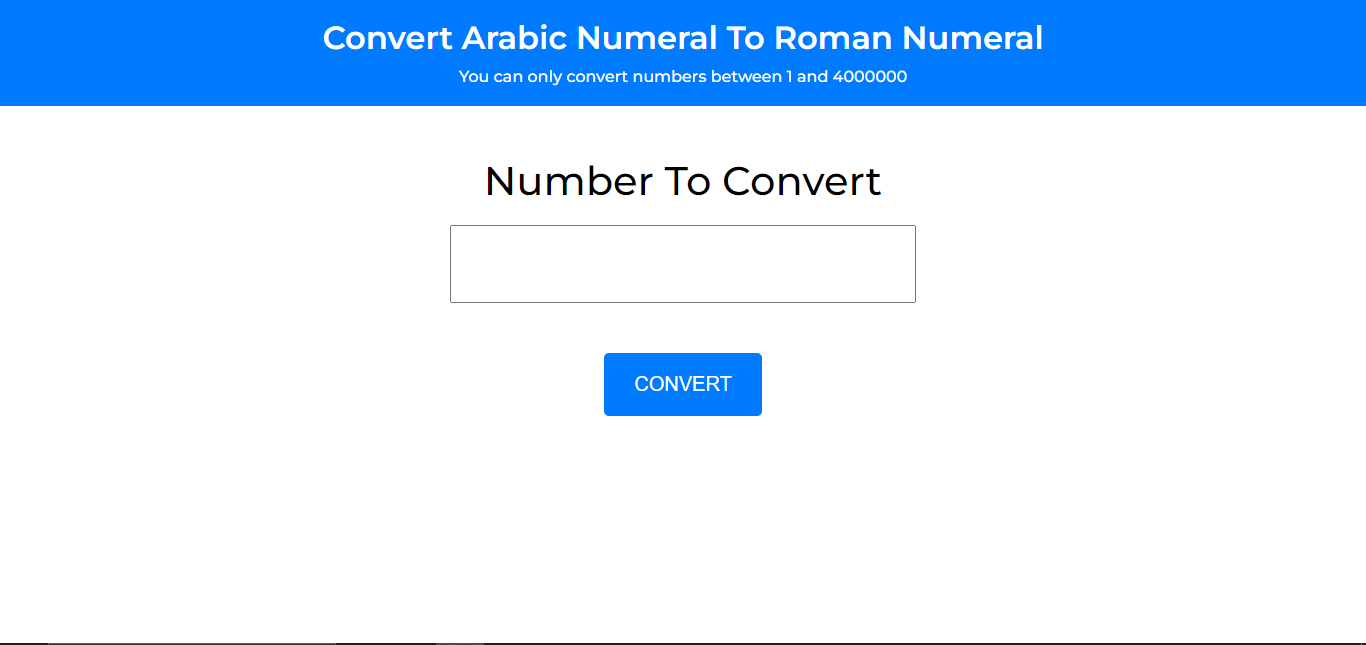 Convert Arabic Numeral To Roman Numeral
You can only convert numbers between 1 and 4000000
Number To Convert
CONVERT